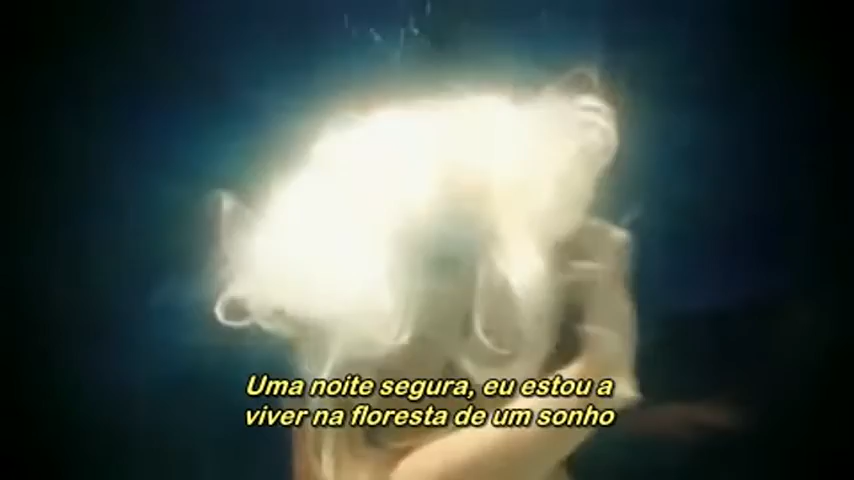 Uma noite segura, eu estou a
viver na floresta de um sonho